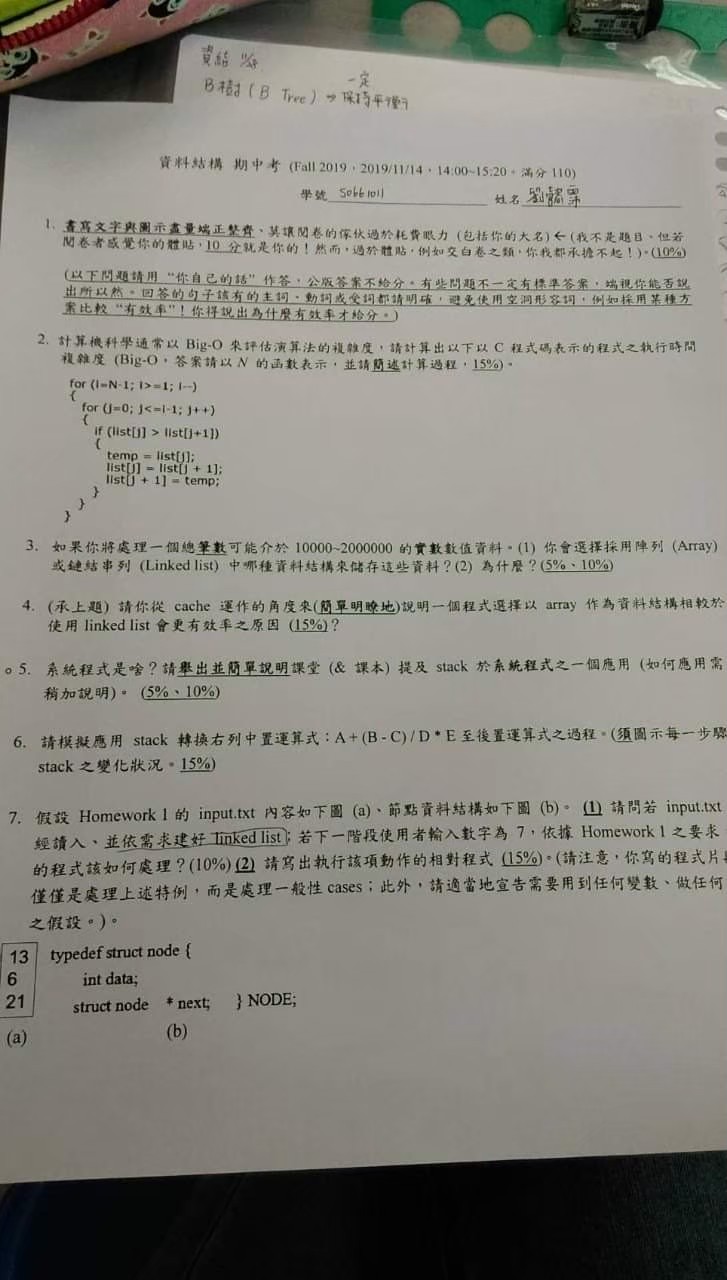 資結
B樹 ( B Tree ) → 保持平衡
一定
資料結構 期中考 (Fall 2019,2019/11/14,14:00~15:20。滿分 110)
學號 S0661011 姓名
1. 書寫文字與圖示盡量端正整齊、莫讓閱卷的傢伙過於耗費眼力 (包括你的大名) ← (我不是題目、但若
閱卷者感覺你的體貼,10 分就是你的!然而,過於體貼,例如交白卷之類,你我都承擔不起!)。(10%)
(以下問題請用 “你自己的話” 作答,公版答案不給分。有些問題不一定有標準答案,端視你能否說
出所以然。回答的句子該有的主詞、動詞或受詞都請明確,避免使用空洞形容詞,例如採用某種方
案比較 “有效率”!你得說出為什麼有效率才給分。)
2. 計算機科學通常以 Big-O 來評估演算法的複雜度,請計算出以下以 C 程式碼表示的程式之執行時間
複雜度 (Big-O,答案請以 N 的函數表示,並請簡述計算過程,15%)。
for (i=N-1; i>=1; i--)
{
for (j=0; j<=i-1; j++)
{
if (list[j] > list[j+1])
{
temp = list[j];
list[j] = list[j + 1];
list[j + 1] = temp;
}
}
}
3. 如果你將處理一個總筆數可能介於 10000~2000000 的實數數值資料。(1) 你會選擇採用陣列 (Array)
或鏈結串列 (Linked list) 中哪種資料結構來儲存這些資料?(2) 為什麼?(5%、10%)
4. (承上題) 請你從 cache 運作的角度來(簡單明瞭地)說明一個程式選擇以 array 作為資料結構相較於
使用 linked list 會更有效率之原因 (15%)?
5. 系統程式是啥?請舉出並簡單說明課堂 (& 課本) 提及 stack 於系統程式之一個應用 (如何應用需
稍加說明)。 (5%、10%)
6. 請模擬應用 stack 轉換右列中置運算式:A + (B - C) / D * E 至後置運算式之過程。(須圖示每一步驟
stack 之變化狀況。15%)
7. 假設 Homework 1 的 input.txt 內容如下圖 (a)、節點資料結構如下圖 (b)。 (1) 請問若 input.txt
經讀入、並依需求建好 linked list;若下一階段使用者輸入數字為 7,依據 Homework 1 之要求
的程式該如何處理?(10%) (2) 請寫出執行該項動作的相對程式 (15%)。(請注意,你寫的程式片
僅僅是處理上述特例,而是處理一般性 cases;此外,請適當地宣告需要用到任何變數、做任何
之假設。)。
13 typedef struct node {
6 int data;
21 struct node * next; } NODE;
(a) (b)